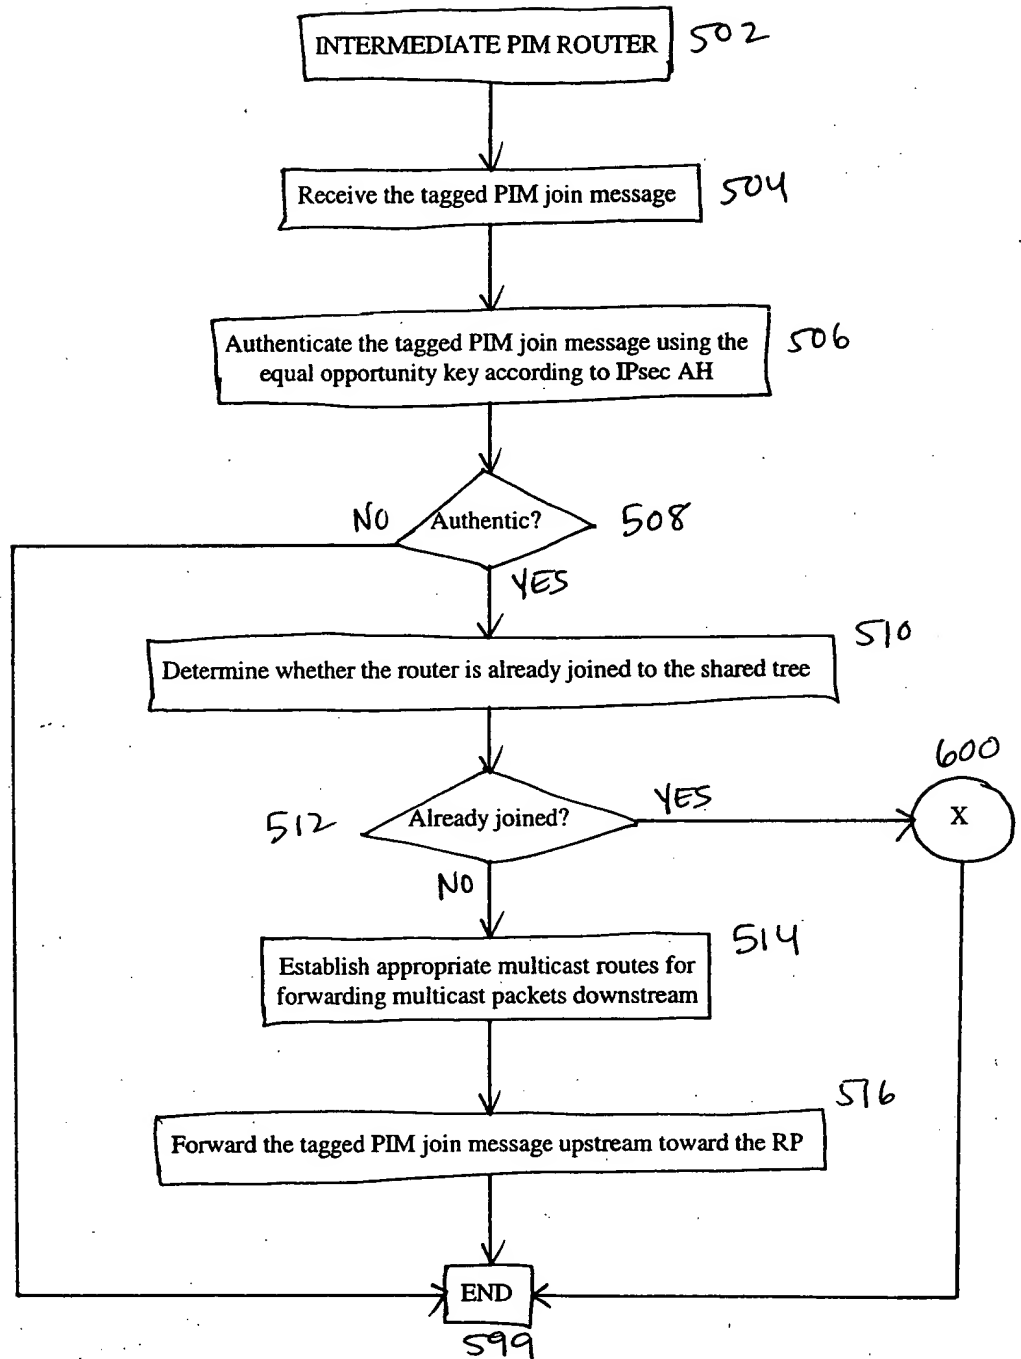 INTERMEDIATE PIM ROUTER 502
Receive the tagged PIM join message 504
Authenticate the tagged PIM join message using the 506
equal opportunity key according to IPsec AH
NO Authentic? 508
YES
510
Determine whether the router is already joined to the shared tree
600
512 Already joined? YES X
NO
514
Establish appropriate multicast routes for
forwarding multicast packets downstream
516
Forward the tagged PIM join message upstream toward the RP
END
599